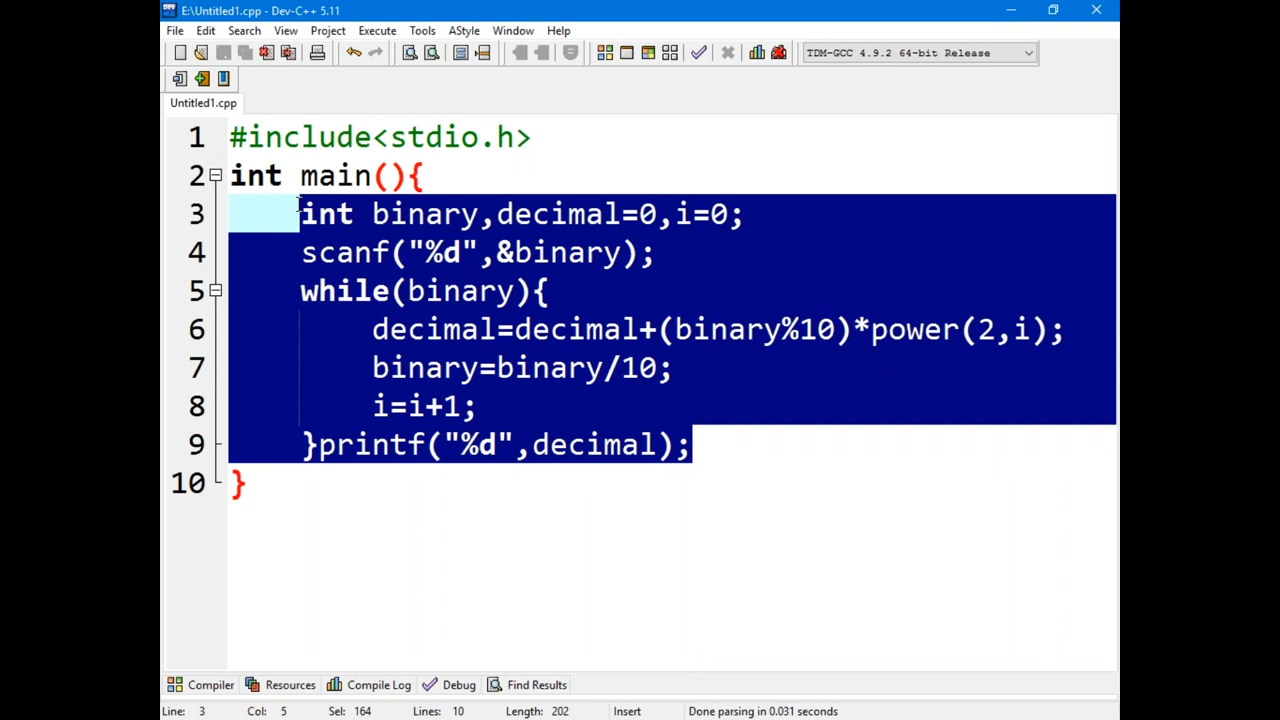 E:\Untitled1.cpp - Dev-C++ 5.11
File Edit Search View Project Execute Tools AStyle Window Help
TDM-GCC 4.9.2 64-bit Release
Untitled1.cpp
1 #include<stdio.h>
2 int main(){
3 int binary,decimal=0,i=0;
4 scanf("%d",&binary);
5 while(binary){
6 decimal=decimal+(binary%10)*power(2,i);
7 binary=binary/10;
8 i=i+1;
9 }printf("%d",decimal);
10 }
Compiler Resources Compile Log Debug Find Results
Line: 3 Col: 5 Sel: 164 Lines: 10 Length: 202 Insert Done parsing in 0.031 seconds